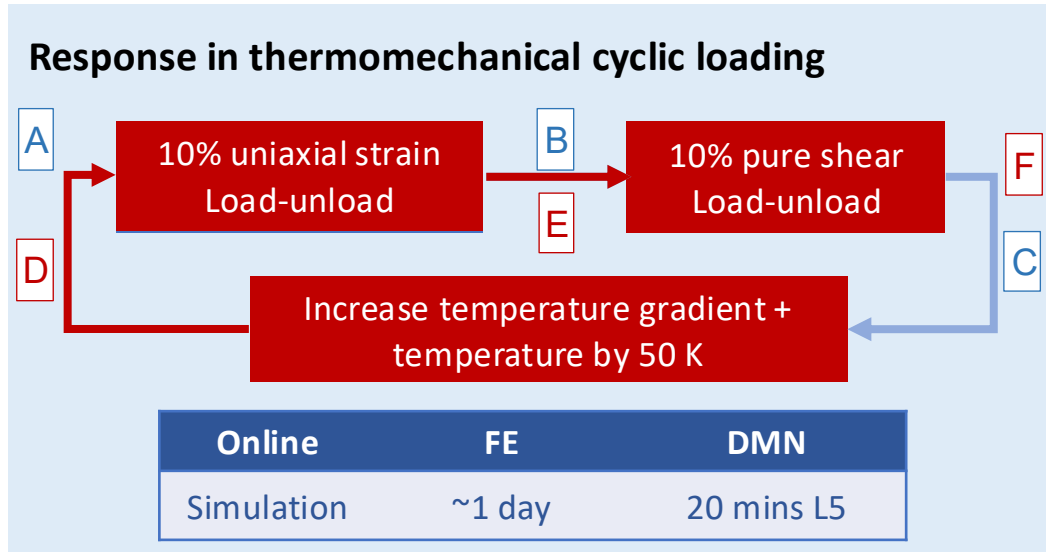 Response in thermomechanical cyclic loading
A
10% uniaxial strain
Load-unload
B
E
10% pure shear
Load-unload
F
C
D
Increase temperature gradient +
temperature by 50 K
Online FE DMN
Simulation ~1 day 20 mins L5